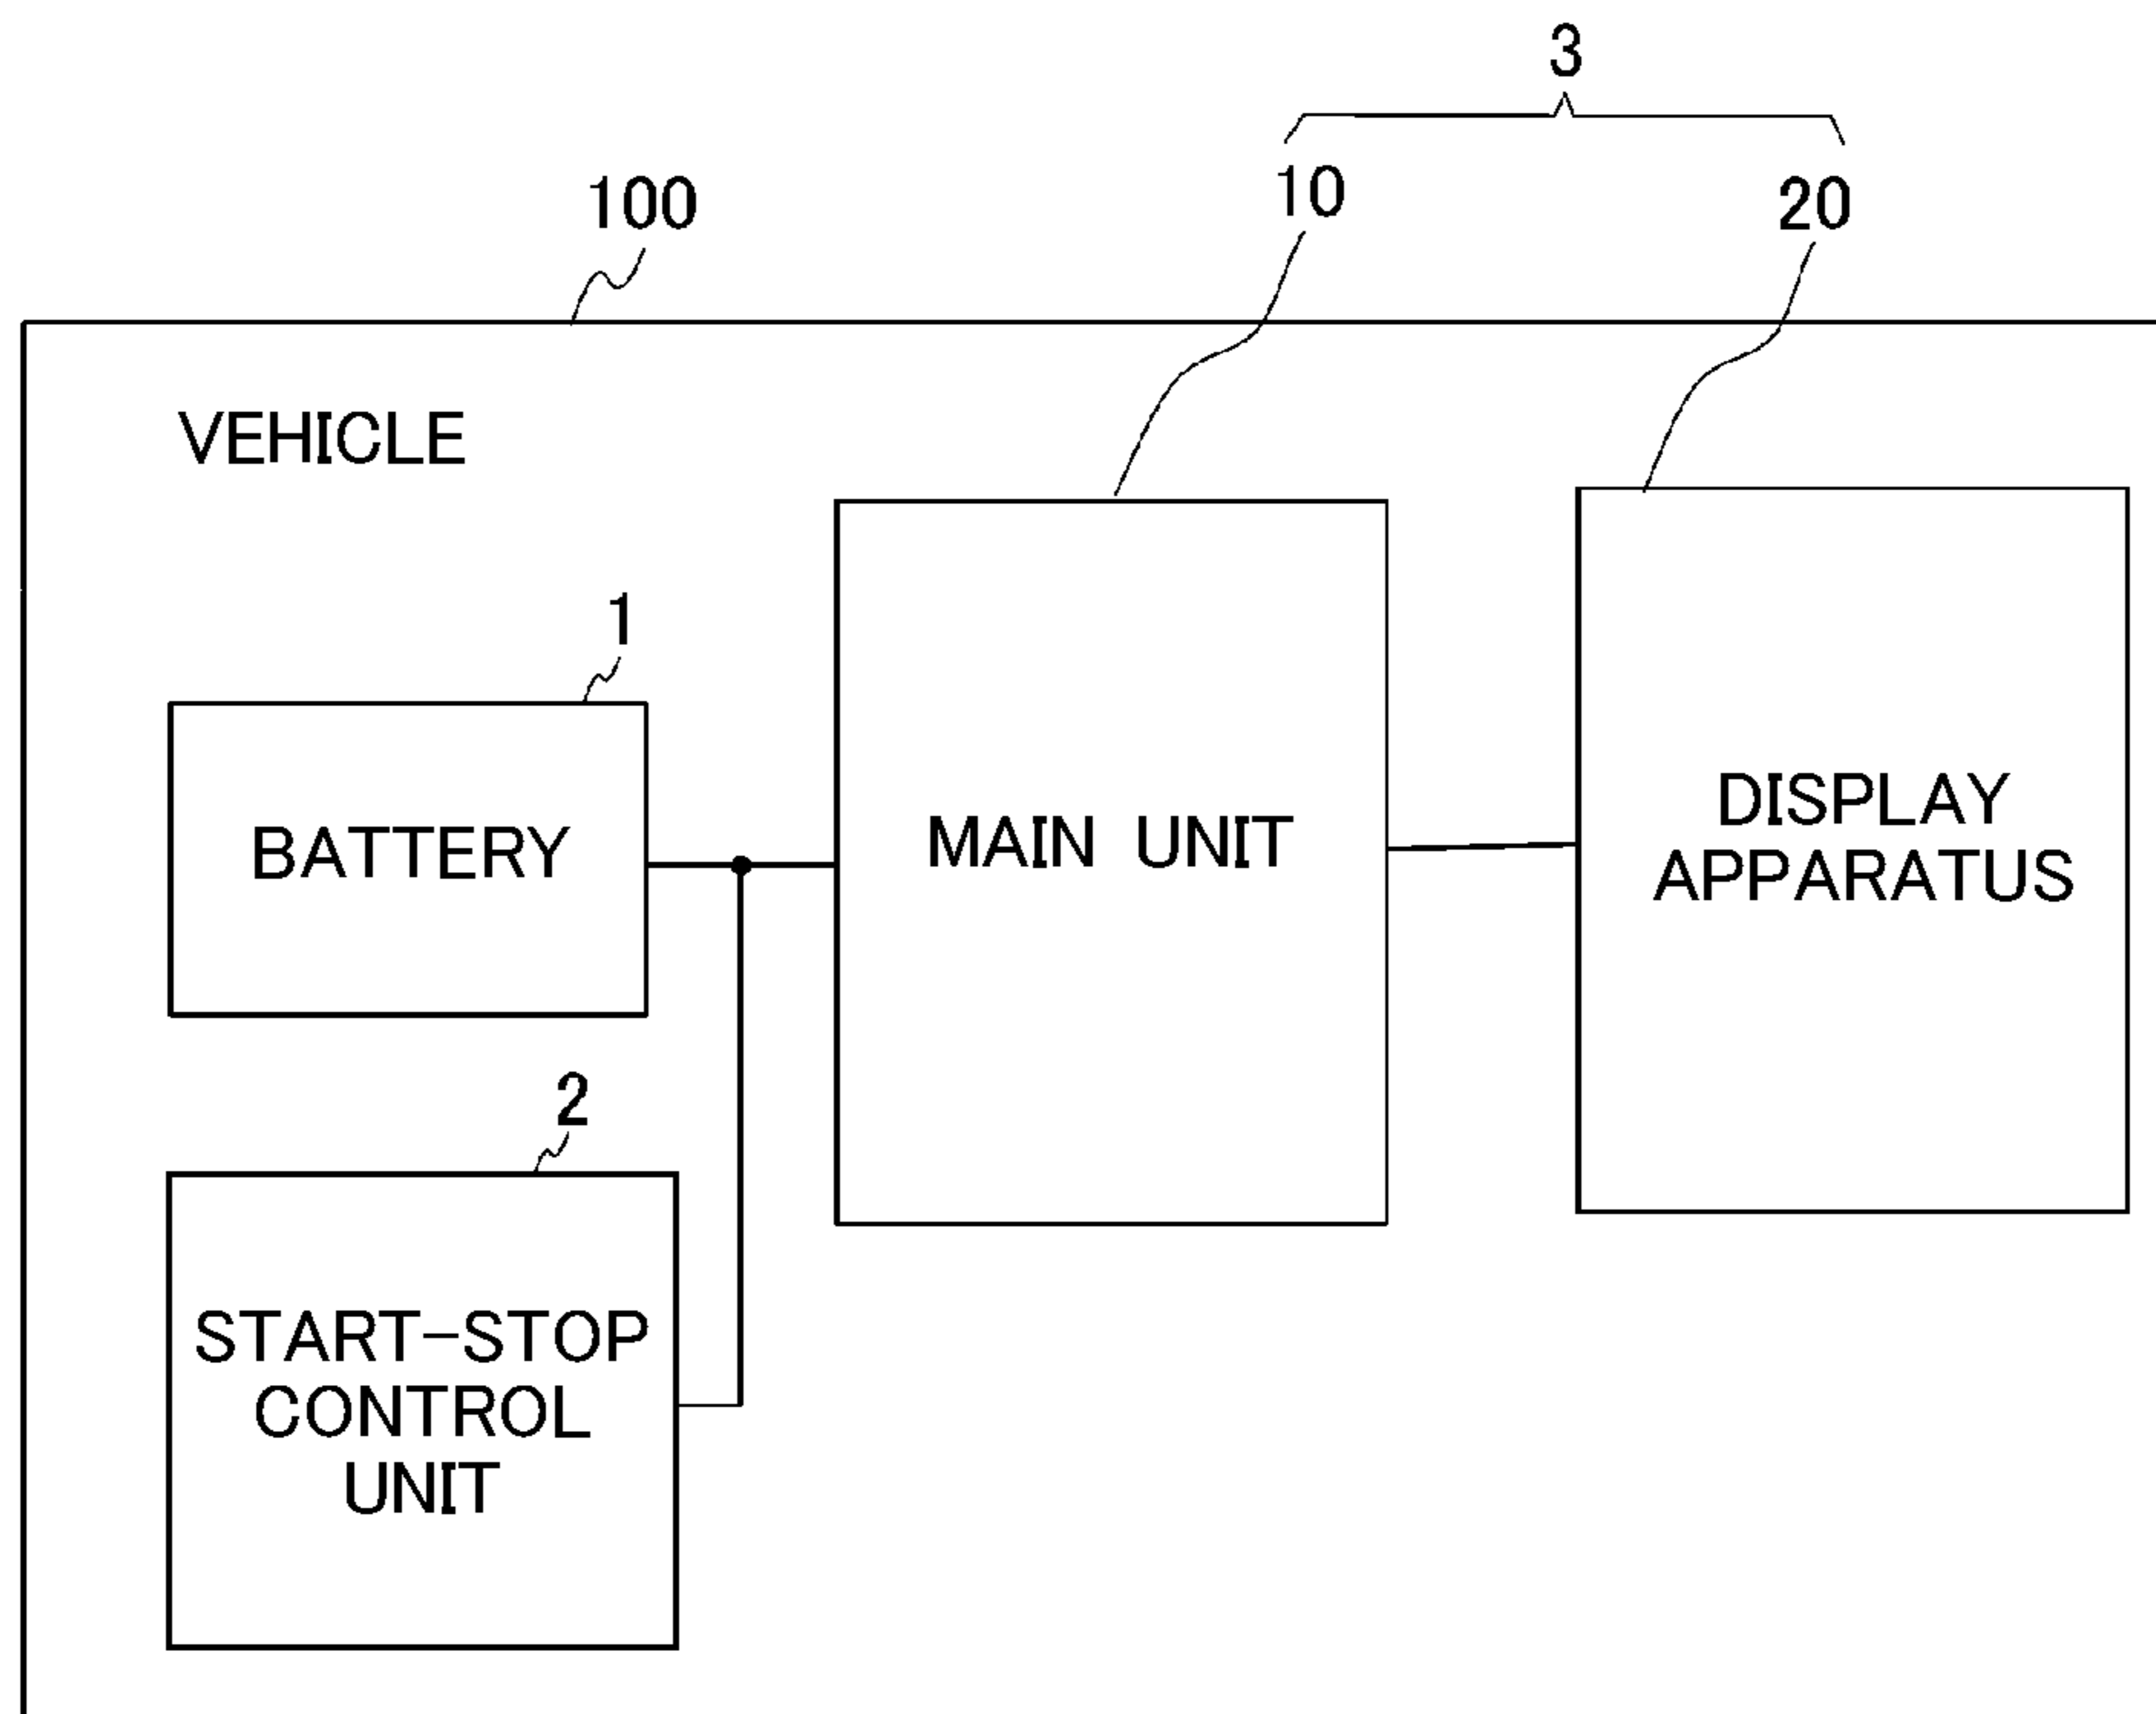 3
10
20
100
VEHICLE
1
BATTERY
MAIN UNIT
DISPLAY
APPARATUS
2
START-STOP
CONTROL
UNIT